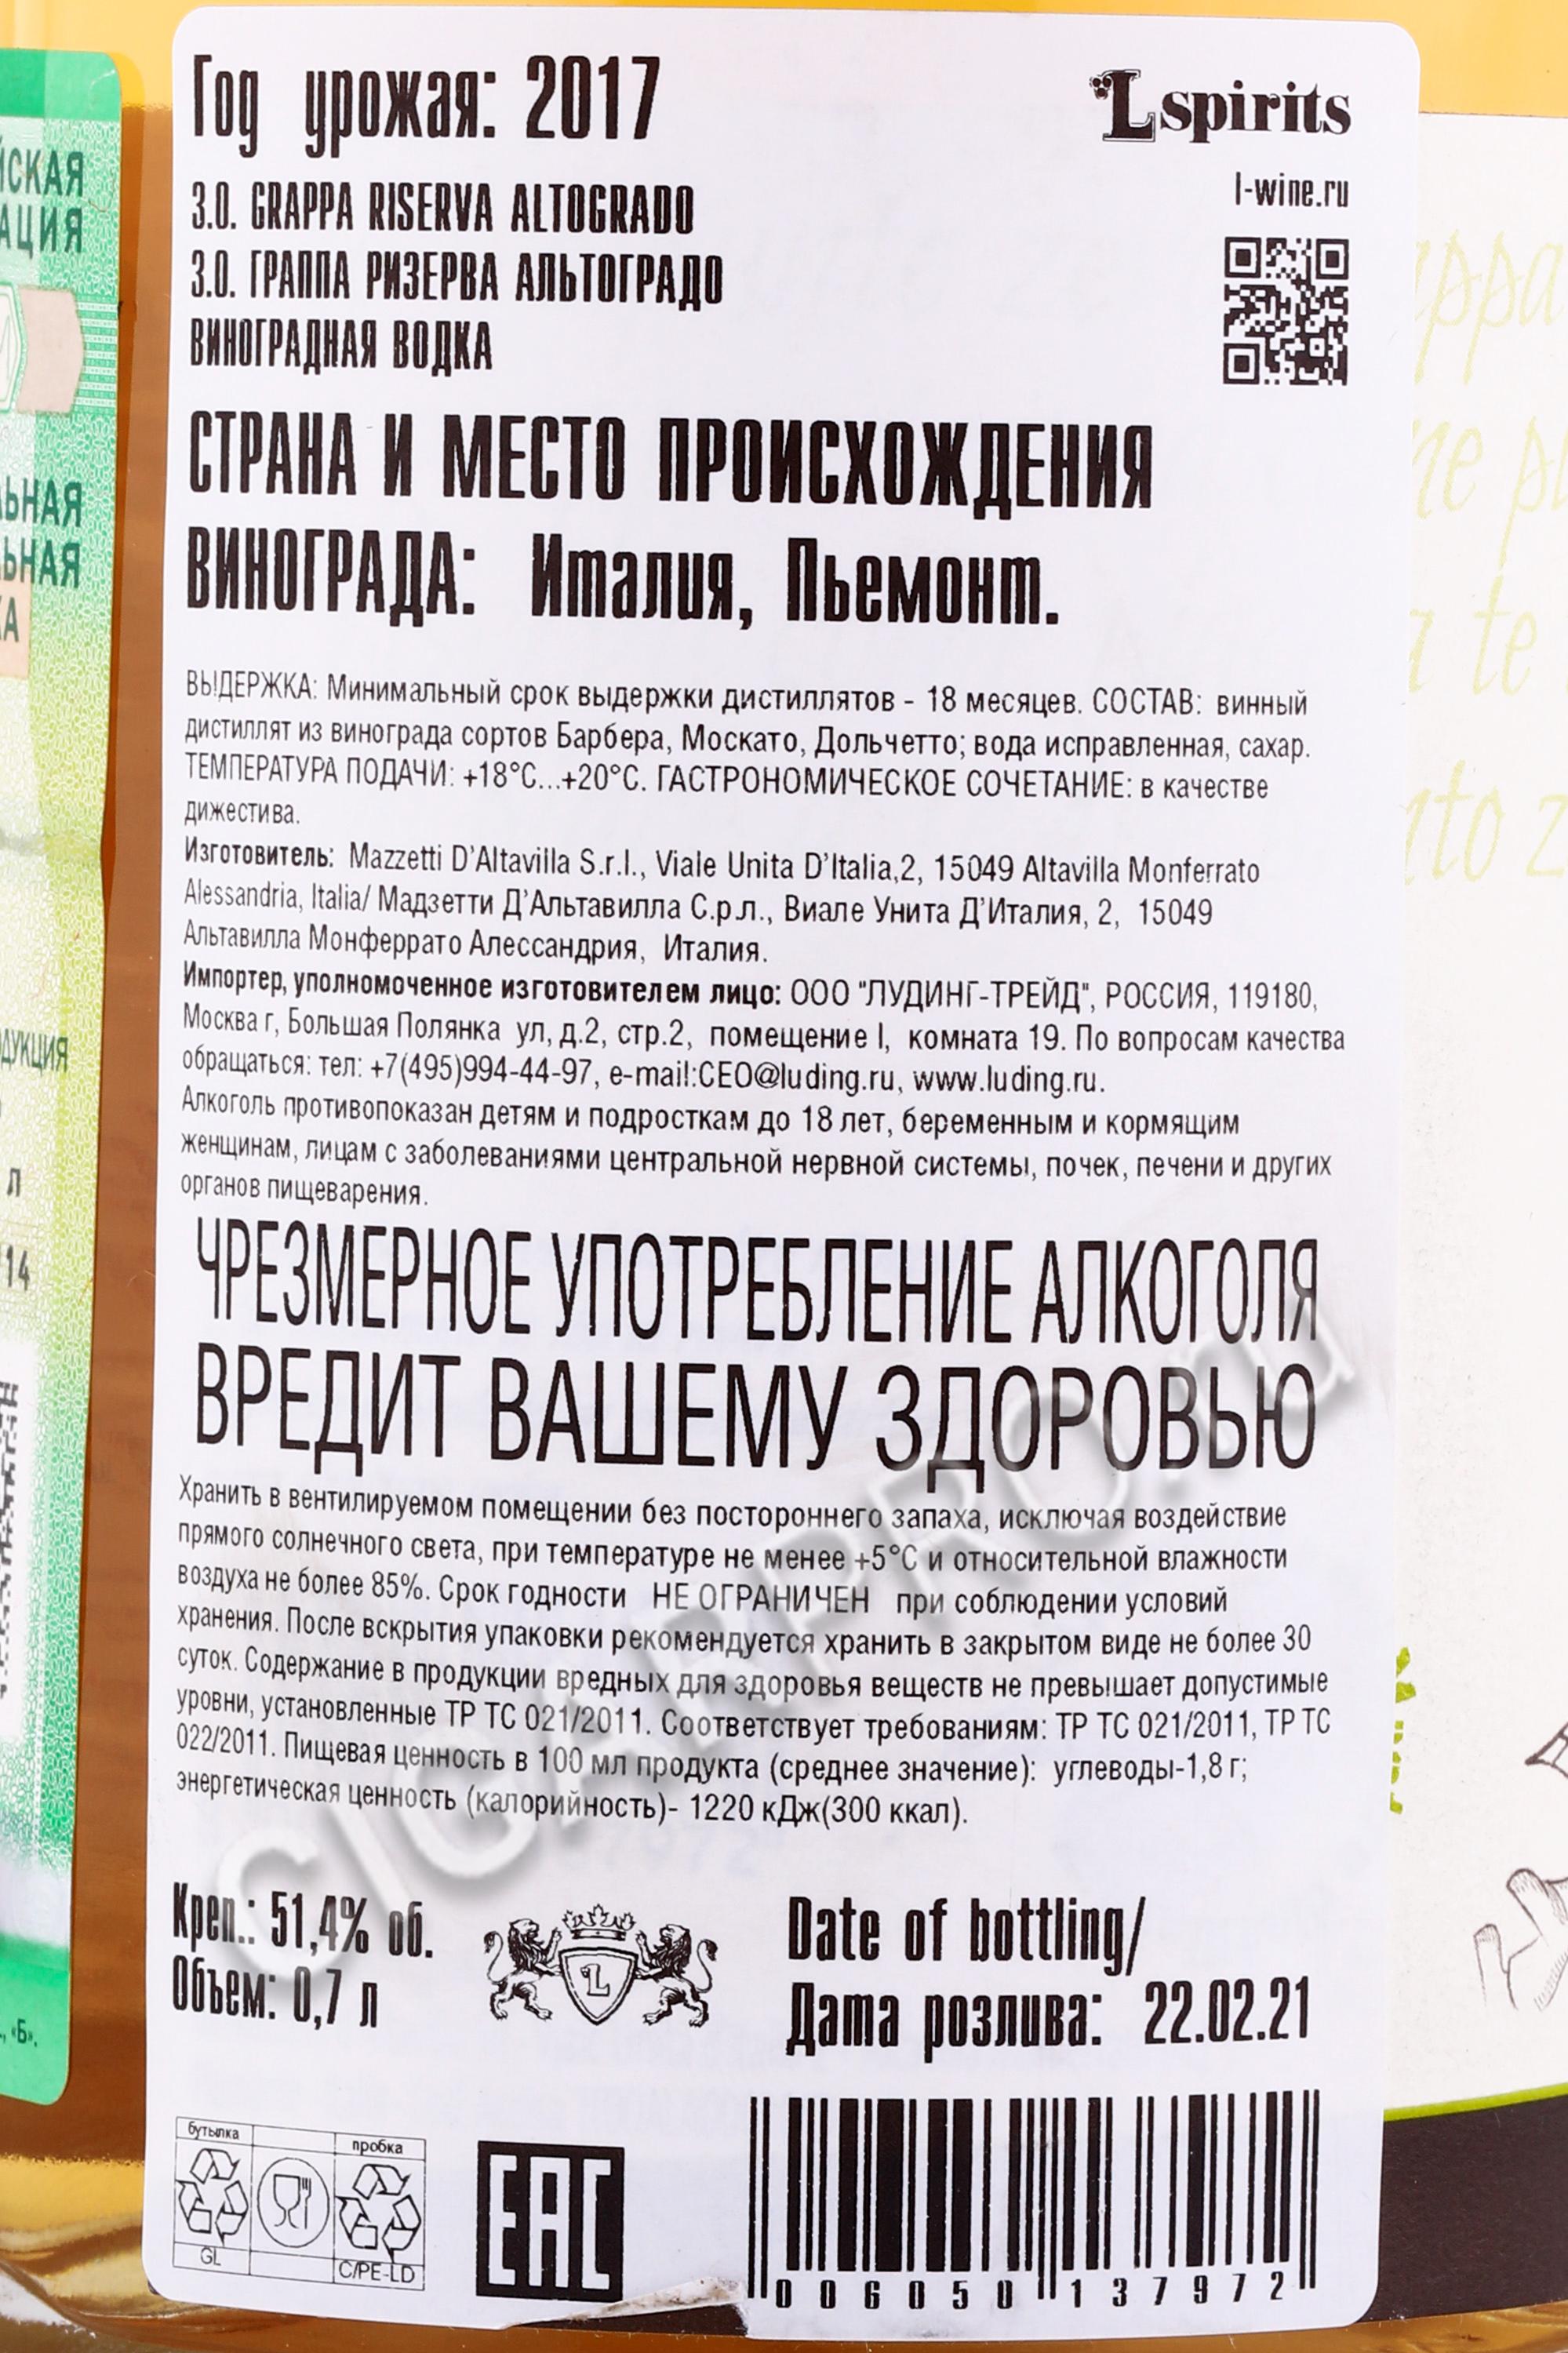 Год урожая: 2017
L spirits
l-wine.ru
3.0. GRAPPA RISERVA ALTOGRADO
3.0. ГРАППА РИЗЕРВА АЛЬТОГРАДО
ВИНОГРАДНАЯ ВОДКА
СТРАНА И МЕСТО ПРОИСХОЖДЕНИЯ
ВИНОГРАДА: Италия, Пьемонт.
ВЫДЕРЖКА: Минимальный срок выдержки дистиллятов - 18 месяцев. СОСТАВ: винный
дистиллят из винограда сортов Барбера, Москато, Дольчетто; вода исправленная, сахар.
ТЕМПЕРАТУРА ПОДАЧИ: +18°C...+20°C. ГАСТРОНОМИЧЕСКОЕ СОЧЕТАНИЕ: в качестве
дижестива.
Изготовитель: Mazzetti D'Altavilla S.r.l., Viale Unita D'Italia,2, 15049 Altavilla Monferrato
Alessandria, Italia/ Мадзетти Д'Альтавилла С.р.л., Виале Унита Д'Италия, 2, 15049
Альтавилла Монферрато Алессандрия, Италия.
Импортер, уполномоченное изготовителем лицо: ООО "ЛУДИНГ-ТРЕЙД", РОССИЯ, 119180,
Москва г, Большая Полянка ул, д.2, стр.2, помещение I, комната 19. По вопросам качества
обращаться: тел: +7(495)994-44-97, e-mail:CEO@luding.ru, www.luding.ru.
Алкоголь противопоказан детям и подросткам до 18 лет, беременным и кормящим
женщинам, лицам с заболеваниями центральной нервной системы, почек, печени и других
органов пищеварения.
ЧРЕЗМЕРНОЕ УПОТРЕБЛЕНИЕ АЛКОГОЛЯ
ВРЕДИТ ВАШЕМУ ЗДОРОВЬЮ
Хранить в вентилируемом помещении без постороннего запаха, исключая воздействие
прямого солнечного света, при температуре не менее +5°C и относительной влажности
воздуха не более 85%. Срок годности НЕ ОГРАНИЧЕН при соблюдении условий
хранения. После вскрытия упаковки рекомендуется хранить в закрытом виде не более 30
суток. Содержание в продукции вредных для здоровья веществ не превышает допустимые
уровни, установленные ТР ТС 021/2011. Соответствует требованиям: ТР ТС 021/2011, ТР ТС
022/2011. Пищевая ценность в 100 мл продукта (среднее значение): углеводы-1,8 г;
энергетическая ценность (калорийность)- 1220 кДж(300 ккал).
CIGARPRO.ru
Креп.: 51,4% об.
Объем: 0,7 л
L
Date of bottling/
Дата розлива: 22.02.21
бутылка
пробка
GL
C/PE-LD
EAC
006050 137972